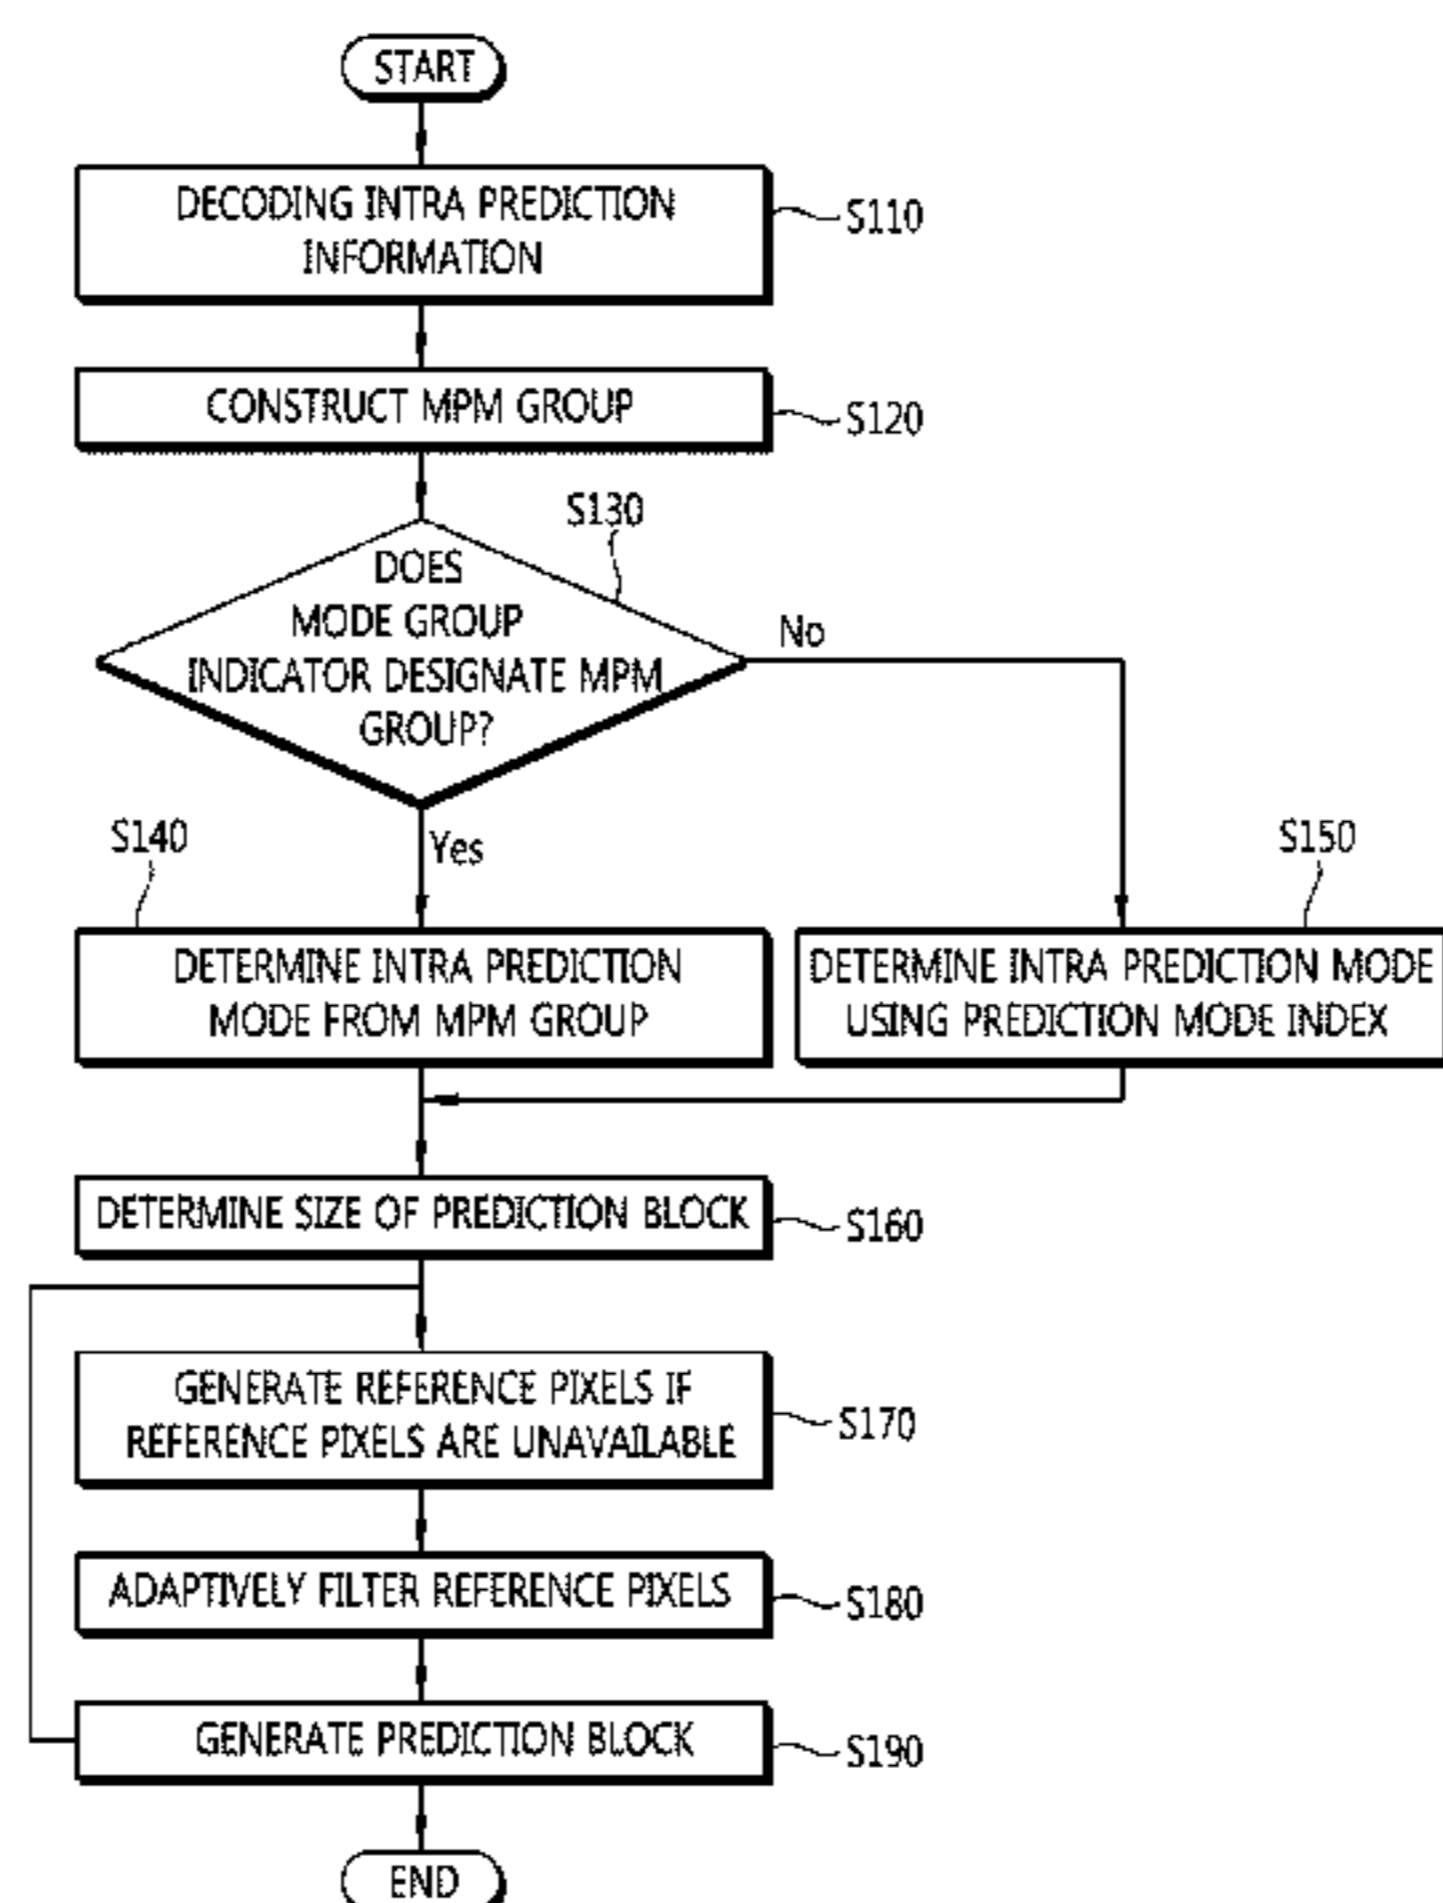 START
DECODING INTRA PREDICTION
INFORMATION
S110
CONSTRUCT MPM GROUP
S120
S130
DOES
MODE GROUP
INDICATOR DESIGNATE MPM
GROUP?
No
Yes
S140
DETERMINE INTRA PREDICTION
MODE FROM MPM GROUP
S150
DETERMINE INTRA PREDICTION MODE
USING PREDICTION MODE INDEX
DETERMINE SIZE OF PREDICTION BLOCK
S160
GENERATE REFERENCE PIXELS IF
REFERENCE PIXELS ARE UNAVAILABLE
S170
ADAPTIVELY FILTER REFERENCE PIXELS
S180
GENERATE PREDICTION BLOCK
S190
END